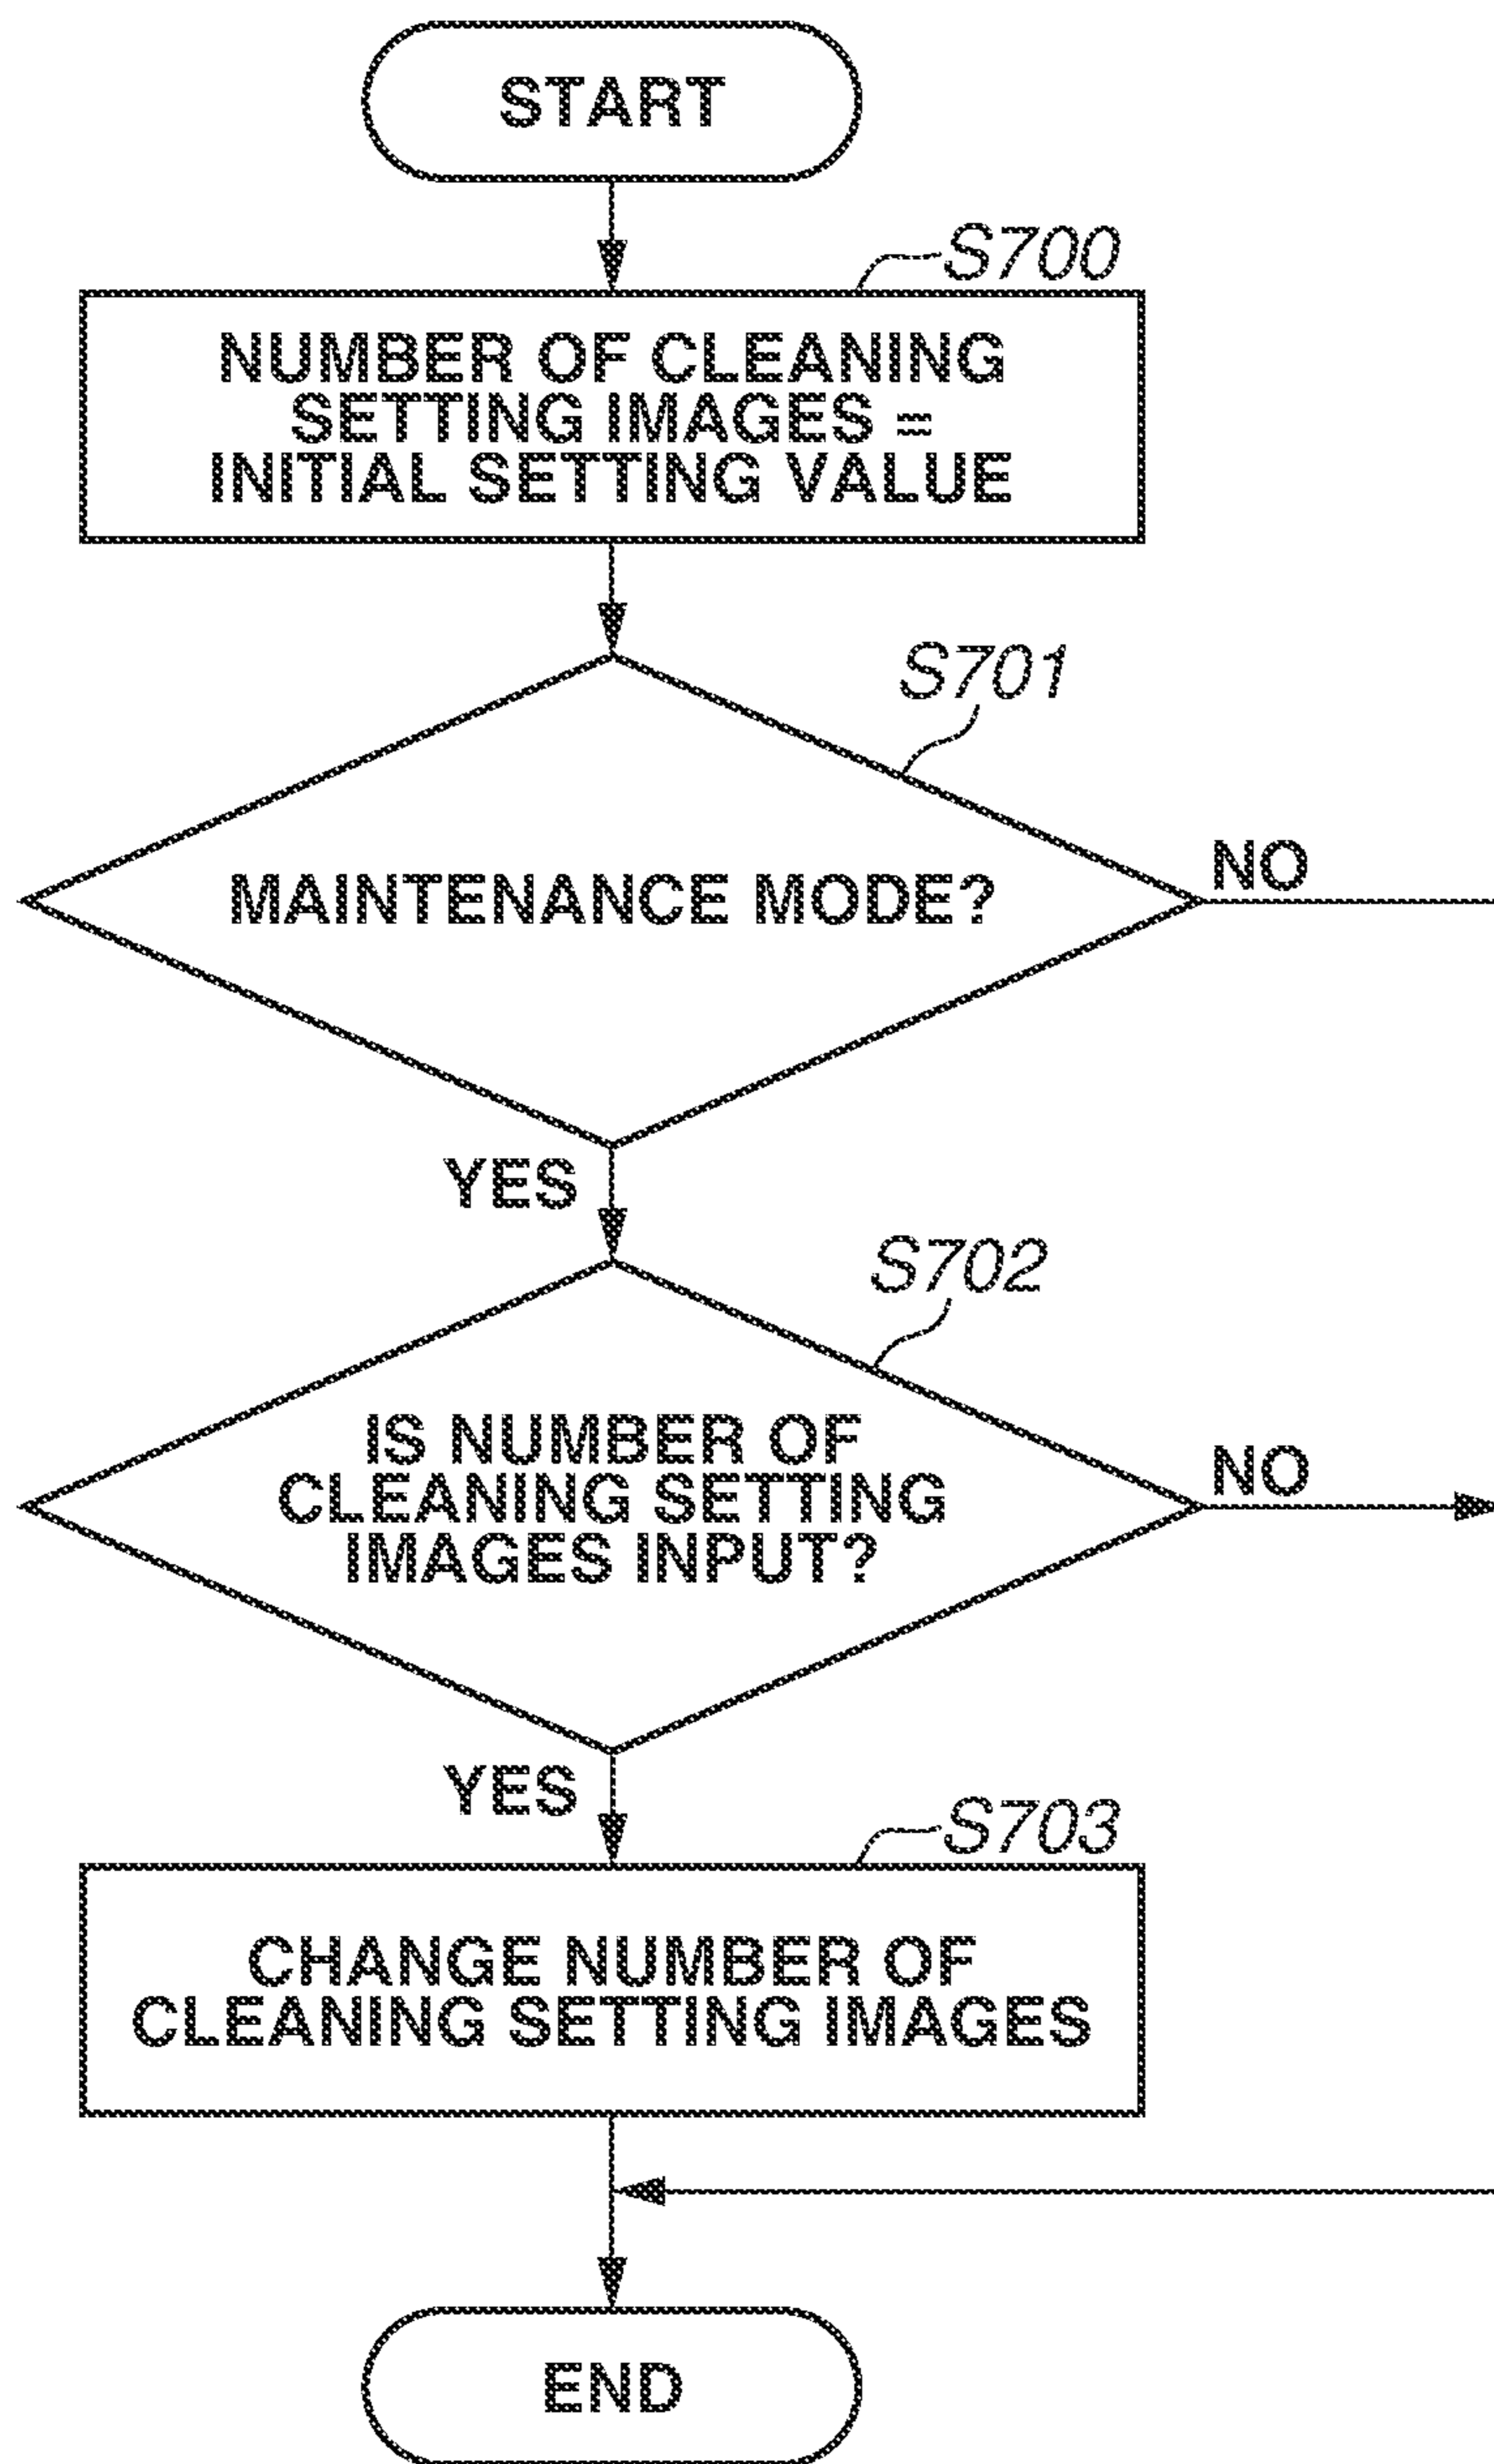 START
S700
NUMBER OF CLEANING
SETTING IMAGES =
INITIAL SETTING VALUE
S701
MAINTENANCE MODE?
NO
YES
S702
IS NUMBER OF
CLEANING SETTING
IMAGES INPUT?
NO
YES
S703
CHANGE NUMBER OF
CLEANING SETTING IMAGES
END